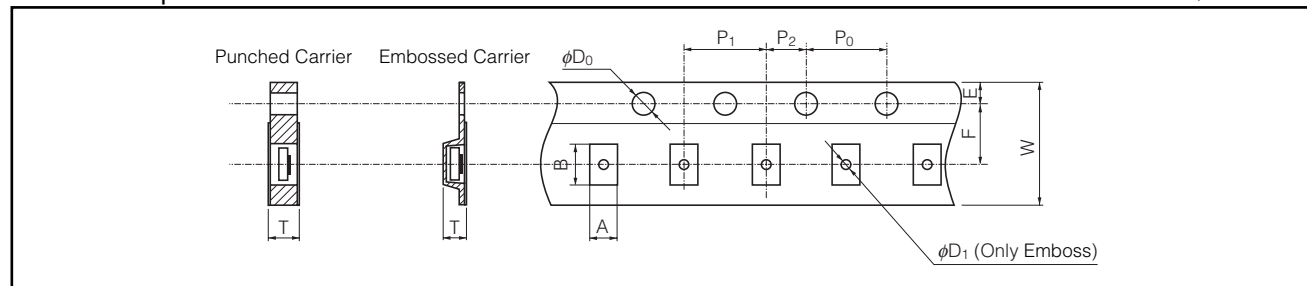 Punched Carrier
Embossed Carrier
ϕD₀
P₁
P₂
P₀
E
F
W
B
A
T
T
ϕD₁ (Only Emboss)